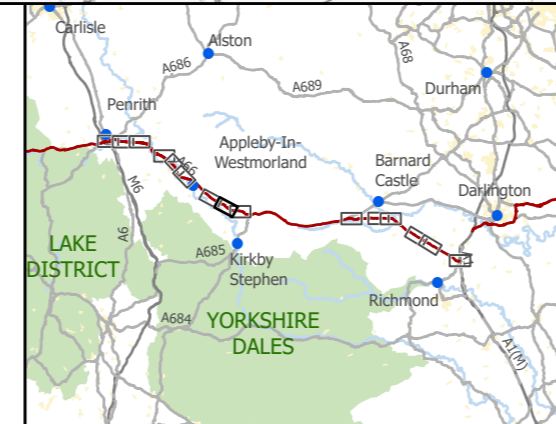 Carlisle
Alston
A68
A686
A689
Durham
Penrith
Appleby-In-
Westmorland
A66
Barnard
Castle
Darlington
M6
LAKE
DISTRICT
A6
A685
Kirkby
Stephen
Richmond
A684
YORKSHIRE
DALES
A1(M)